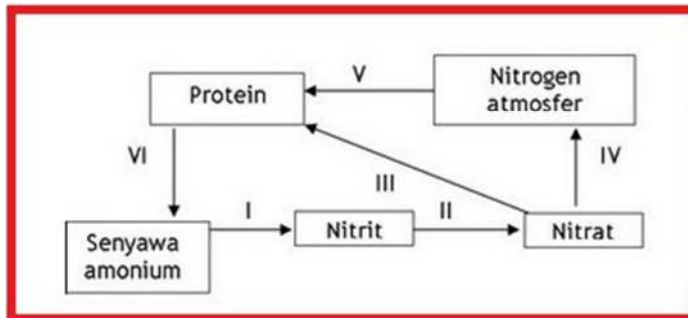 Protein
V
Nitrogen
atmosfer
VI
III
IV
I
II
Senyawa
amonium
Nitrit
Nitrat